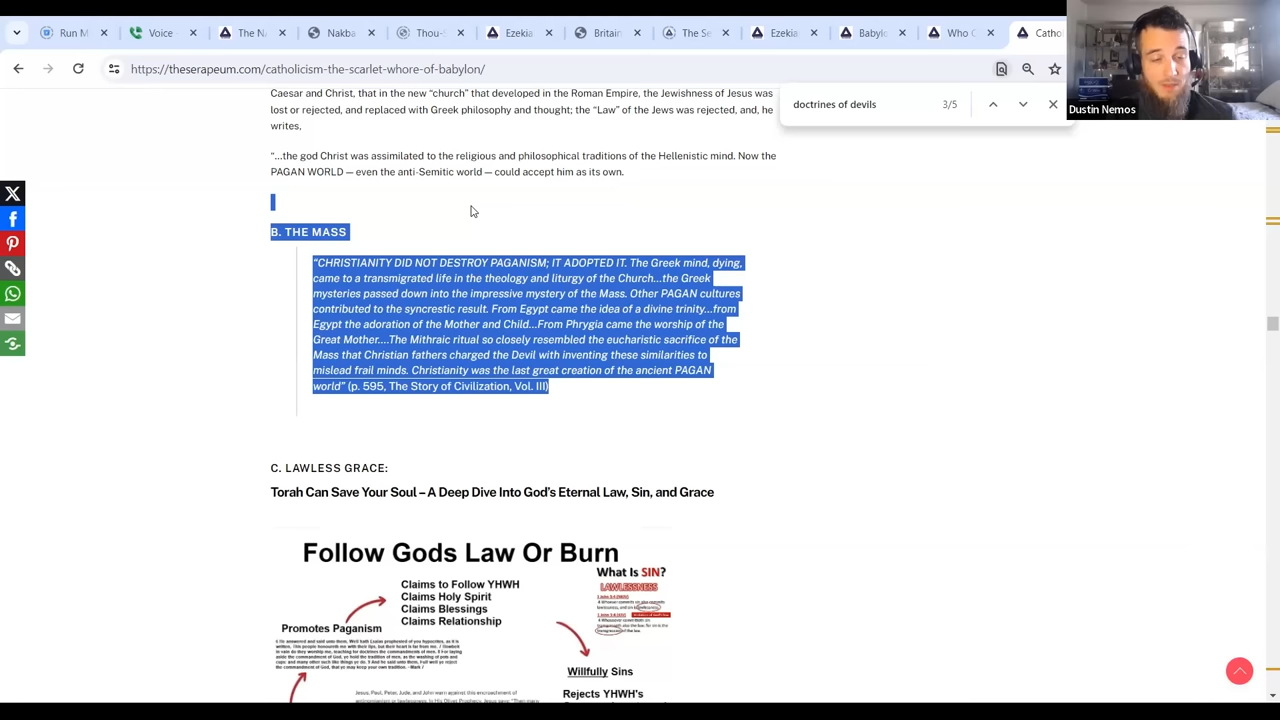 Run M
Voice
The N
Nakba
Thou
Ezekia
Britain
The Se
Ezekia
Babyl
Who C
Catho
https://theserapeum.com/catholicism-the-scarlet-whore-of-babylon/
doctrine of devils 3/3
Dustin Nemos
Caesar and Christ, that in the new “church” that developed in the Roman Empire, the Jewishness of Jesus was
lost or rejected, and replaced with Greek philosophy and thought; the “Law” of the Jews was rejected, and, he
writes,
“…the god Christ was assimilated to the religious and philosophical traditions of the Hellenistic mind. Now the
PAGAN WORLD — even the anti-Semitic world — could accept him as its own.
B. THE MASS
“CHRISTIANITY DID NOT DESTROY PAGANISM; IT ADOPTED IT. The Greek mind, dying,
came to a transmigrated life in the theology and liturgy of the Church…the Greek
mysteries passed down into the impressive mystery of the Mass. Other PAGAN cultures
contributed to the syncrestic result. From Egypt came the idea of a divine trinity…from
Egypt the adoration of the Mother and Child…From Phrygia came the worship of the
Great Mother….The Mithraic ritual so closely resembled the eucharistic sacrifice of the
Mass that Christian fathers charged the Devil with inventing these similarities to
mislead frail minds. Christianity was the last great creation of the ancient PAGAN
world” (p. 595, The Story of Civilization, Vol. III)
C. LAWLESS GRACE:
Torah Can Save Your Soul – A Deep Dive Into God’s Eternal Law, Sin, and Grace
Follow Gods Law Or Burn
What Is SIN?
LAWLESSNESS
Claims to Follow YHWH
Claims Holy Spirit
Claims Blessings
Claims Relationship
Promotes Paganism
Willfully Sins
Rejects YHWH's